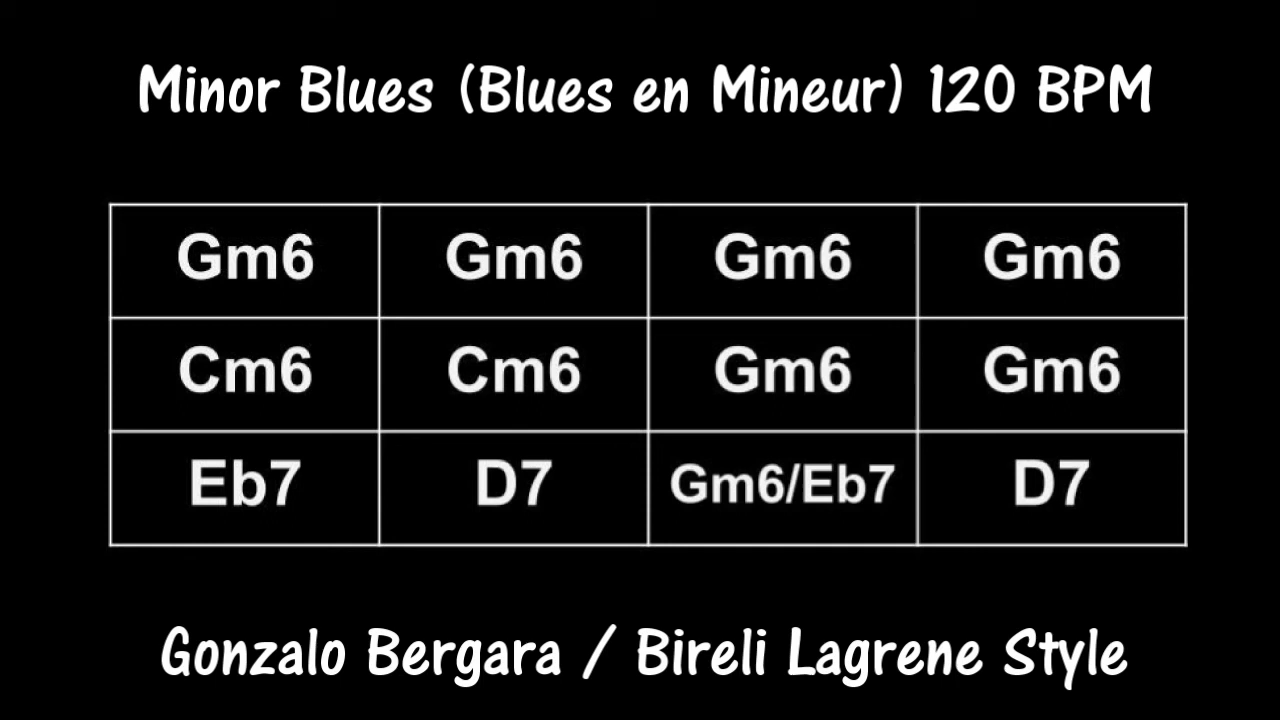 Minor Blues (Blues en Mineur) 120 BPM
Gm6 Gm6 Gm6 Gm6
Cm6 Cm6 Gm6 Gm6
Eb7 D7 Gm6/Eb7 D7
Gonzalo Bergara / Bireli Lagrene Style